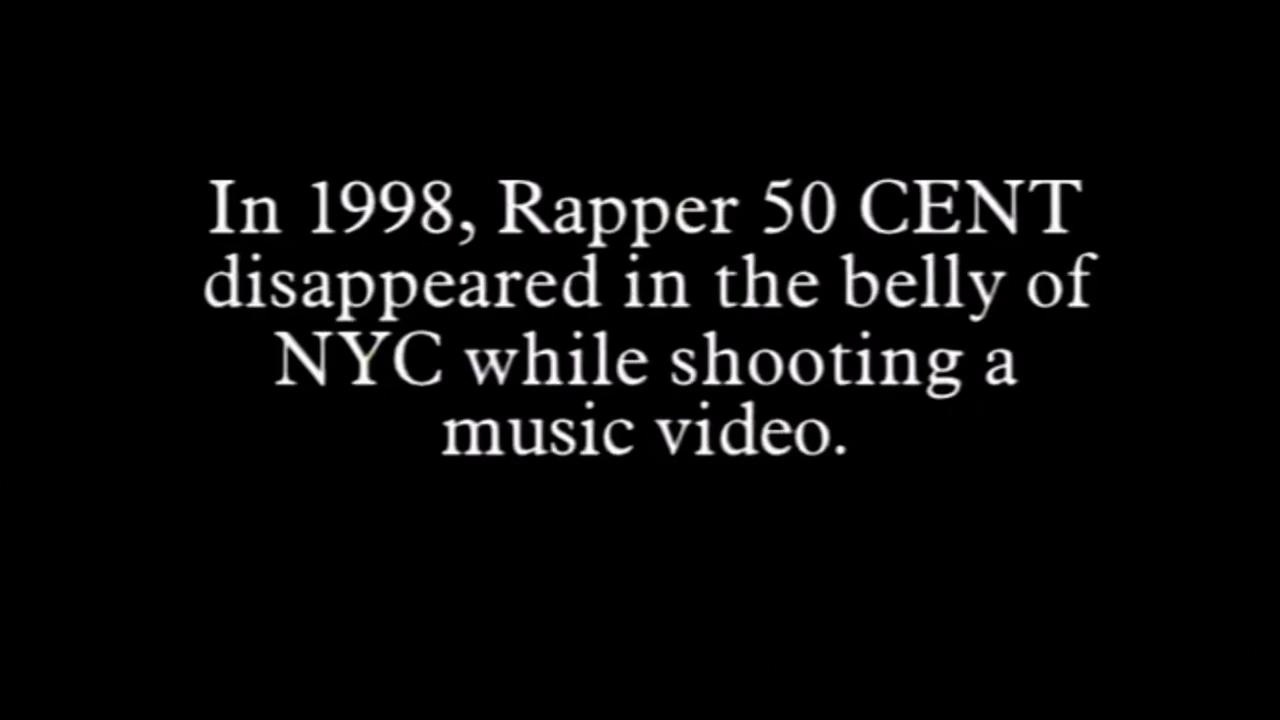 In 1998, Rapper 50 CENT
disappeared in the belly of
NYC while shooting a
music video.